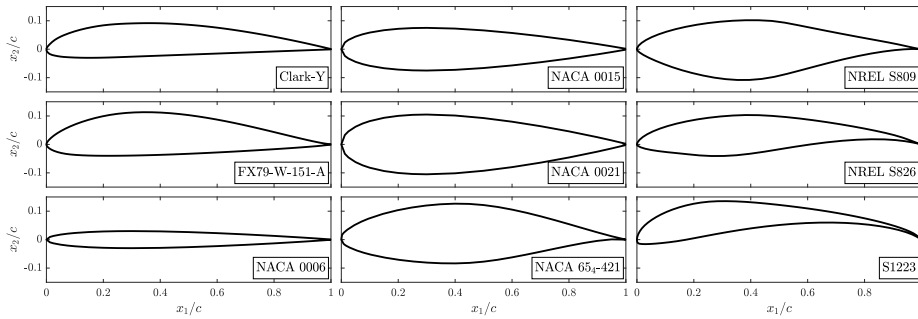 x₂/c
0.1
0
-0.1
Clark-Y
NACA 0015
NREL S809
x₂/c
0.1
0
-0.1
FX79-W-151-A
NACA 0021
NREL S826
x₂/c
0.1
0
-0.1
NACA 0006
NACA 65₄-421
S1223
0 0.2 0.4 0.6 0.8 1 0 0.2 0.4 0.6 0.8 1 0 0.2 0.4 0.6 0.8 1
x₁/c x₁/c x₁/c